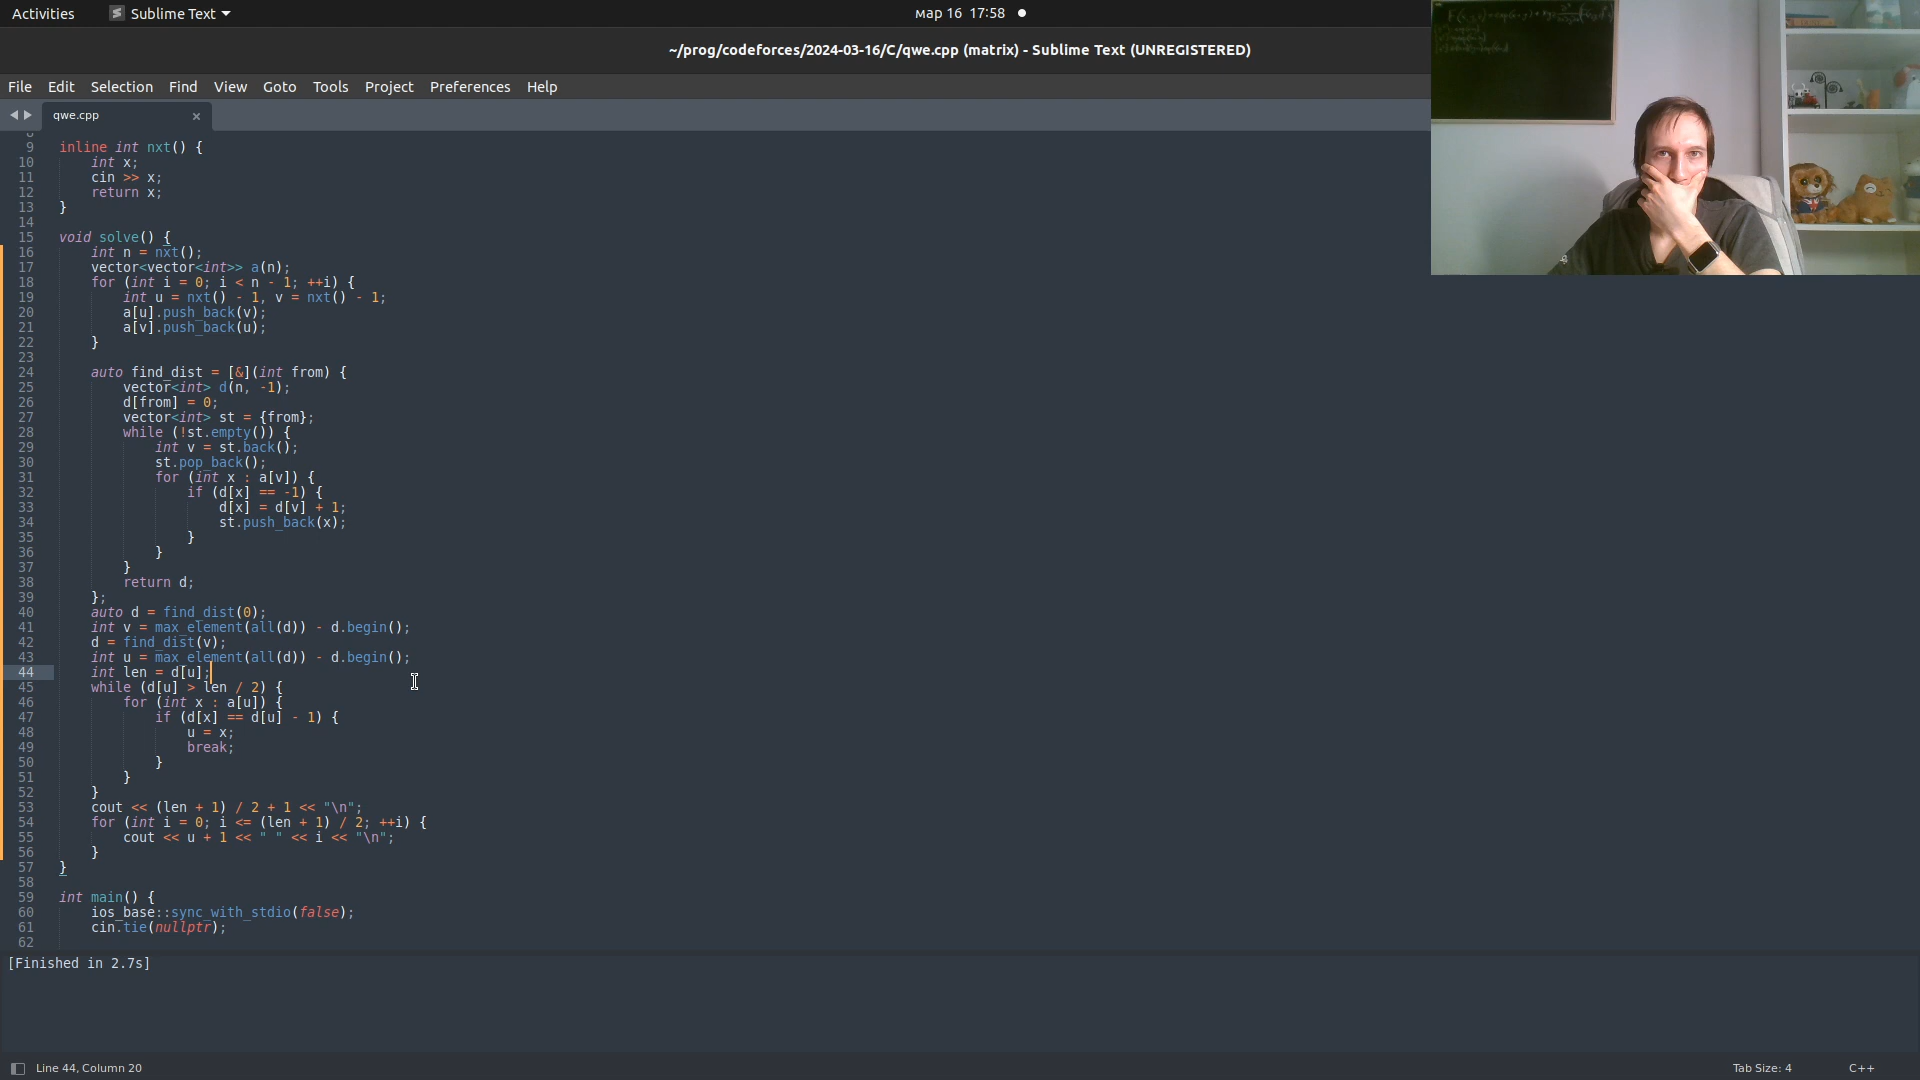 Activities Sublime Text мар 16 17:58
~/prog/codeforces/2024-03-16/C/qwe.cpp (matrix) - Sublime Text (UNREGISTERED)
File Edit Selection Find View Goto Tools Project Preferences Help
qwe.cpp ×
8
9 inline int nxt() {
10 int x;
11 cin >> x;
12 return x;
13 }
14
15 void solve() {
16 int n = nxt();
17 vector<vector<int>> a(n);
18 for (int i = 0; i < n - 1; ++i) {
19 int u = nxt() - 1, v = nxt() - 1;
20 a[u].push_back(v);
21 a[v].push_back(u);
22 }
23
24 auto find_dist = [&](int from) {
25 vector<int> d(n, -1);
26 d[from] = 0;
27 vector<int> st = {from};
28 while (!st.empty()) {
29 int v = st.back();
30 st.pop_back();
31 for (int x : a[v]) {
32 if (d[x] == -1) {
33 d[x] = d[v] + 1;
34 st.push_back(x);
35 }
36 }
37 }
38 return d;
39 };
40 auto d = find_dist(0);
41 int v = max_element(all(d)) - d.begin();
42 d = find_dist(v);
43 int u = max_element(all(d)) - d.begin();
44 int len = d[u];
45 while (d[u] > len / 2) {
46 for (int x : a[u]) {
47 if (d[x] == d[u] - 1) {
48 u = x;
49 break;
50 }
51 }
52 }
53 cout << (len + 1) / 2 + 1 << "\n";
54 for (int i = 0; i <= (len + 1) / 2; ++i) {
55 cout << u + 1 << " " << i << "\n";
56 }
57 }
58
59 int main() {
60 ios_base::sync_with_stdio(false);
61 cin.tie(nullptr);
62
[Finished in 2.7s]
Line 44, Column 20 Tab Size: 4 C++